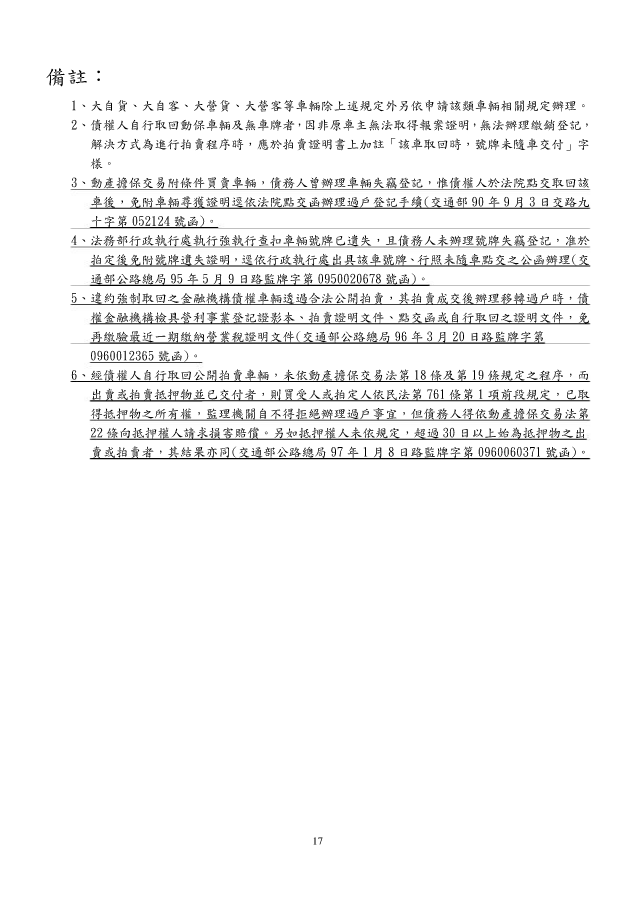 備註：
1、大自貨、大自客、大營貨、大營客等車輛除上述規定外另依申請該類車輛相關規定辦理。
2、債權人自行取回動保車輛及無車牌者，因非原車主無法取得報案證明，無法辦理繳銷登記，
解決方式為進行拍賣程序時，應於拍賣證明書上加註「該車取回時，號牌未隨車交付」字
樣。
3、動產擔保交易附條件買賣車輛，債務人曾辦理車輛失竊登記，惟債權人於法院點交取回該
車後，免附車輛尋獲證明逕依法院點交函辦理過戶登記手續(交通部 90 年 9 月 3 日交路九
十字第 052124 號函)。
4、法務部行政執行處執行強執行查扣車輛號牌已遺失，且債務人未辦理號牌失竊登記，准於
拍定後免附號牌遺失證明，逕依行政執行處出具該車號牌、行照未隨車點交之公函辦理(交
通部公路總局 95 年 5 月 9 日路監牌字第 0950020678 號函)。
5、違約強制取回之金融機構債權車輛透過合法公開拍賣，其拍賣成交後辦理移轉過戶時，債
權金融機構檢具營利事業登記證影本、拍賣證明文件、點交函或自行取回之證明文件，免
再繳驗最近一期繳納營業稅證明文件(交通部公路總局 96 年 3 月 20 日路監牌字第
0960012365 號函)。
6、經債權人自行取回公開拍賣車輛，未依動產擔保交易法第 18 條及第 19 條規定之程序，而
出賣或拍賣抵押物並已交付者，則買受人或拍定人依民法第 761 條第 1 項前段規定，已取
得抵押物之所有權，監理機關自不得拒絕辦理過戶事宜，但債務人得依動產擔保交易法第
22 條向抵押權人請求損害賠償。另如抵押權人未依規定，超過 30 日以上始為抵押物之出
賣或拍賣者，其結果亦同(交通部公路總局 97 年 1 月 8 日路監牌字第 0960060371 號函)。
17